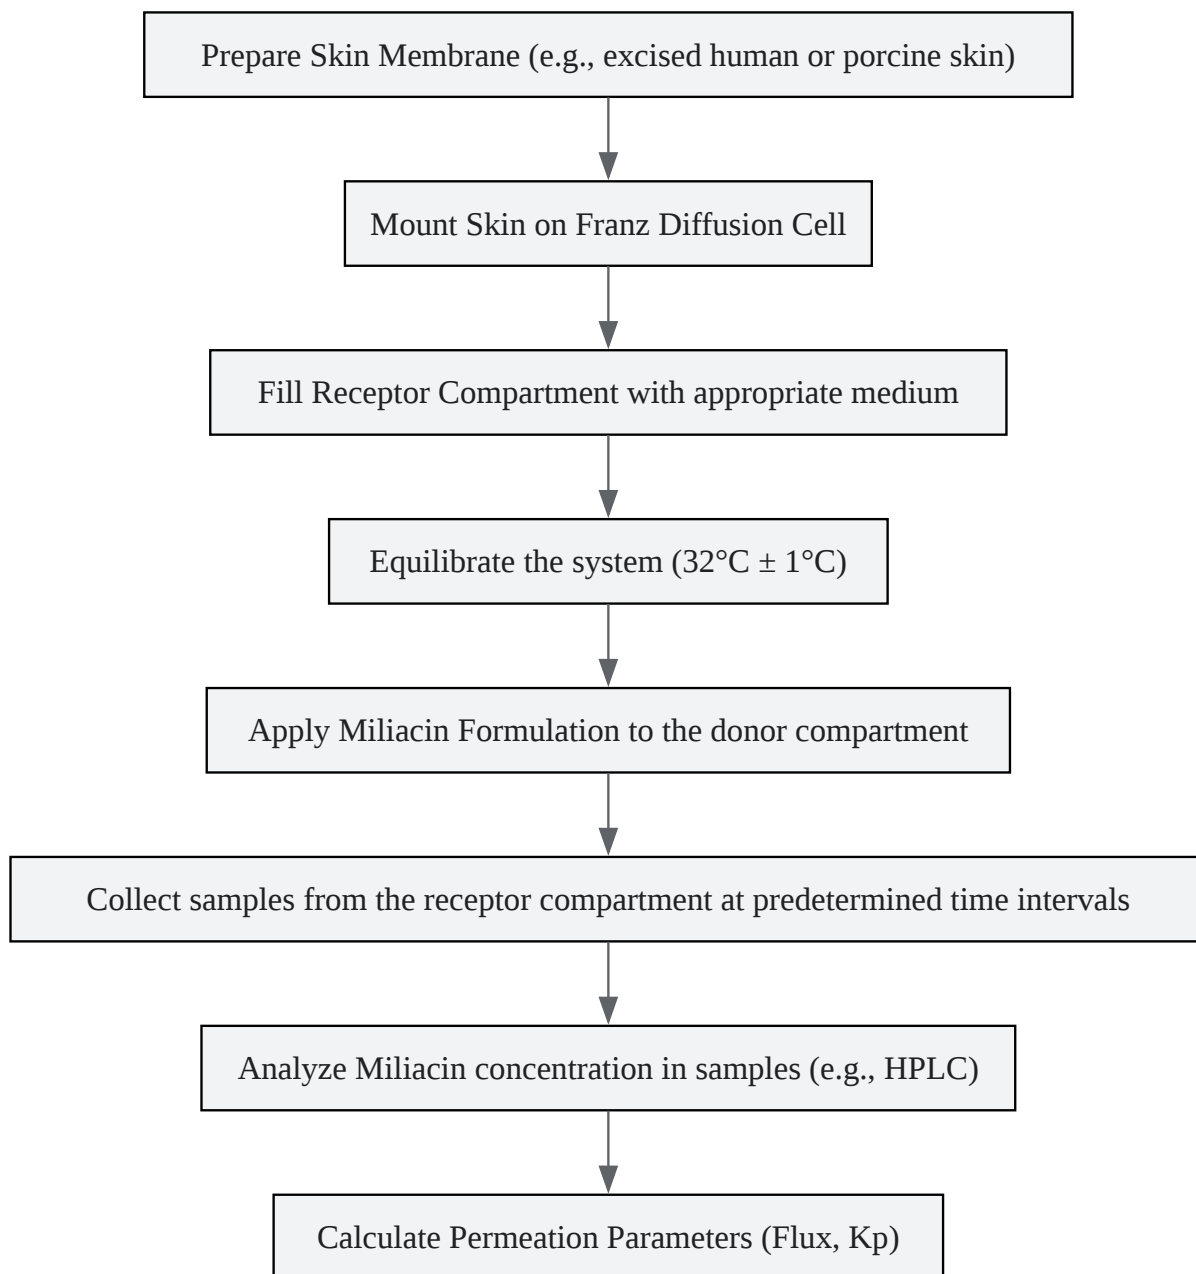 Prepare Skin Membrane (e.g., excised human or porcine skin)
Mount Skin on Franz Diffusion Cell
Fill Receptor Compartment with appropriate medium
Equilibrate the system (32°C ± 1°C)
Apply Miliacin Formulation to the donor compartment
Collect samples from the receptor compartment at predetermined time intervals
Analyze Miliacin concentration in samples (e.g., HPLC)
Calculate Permeation Parameters (Flux, Kp)